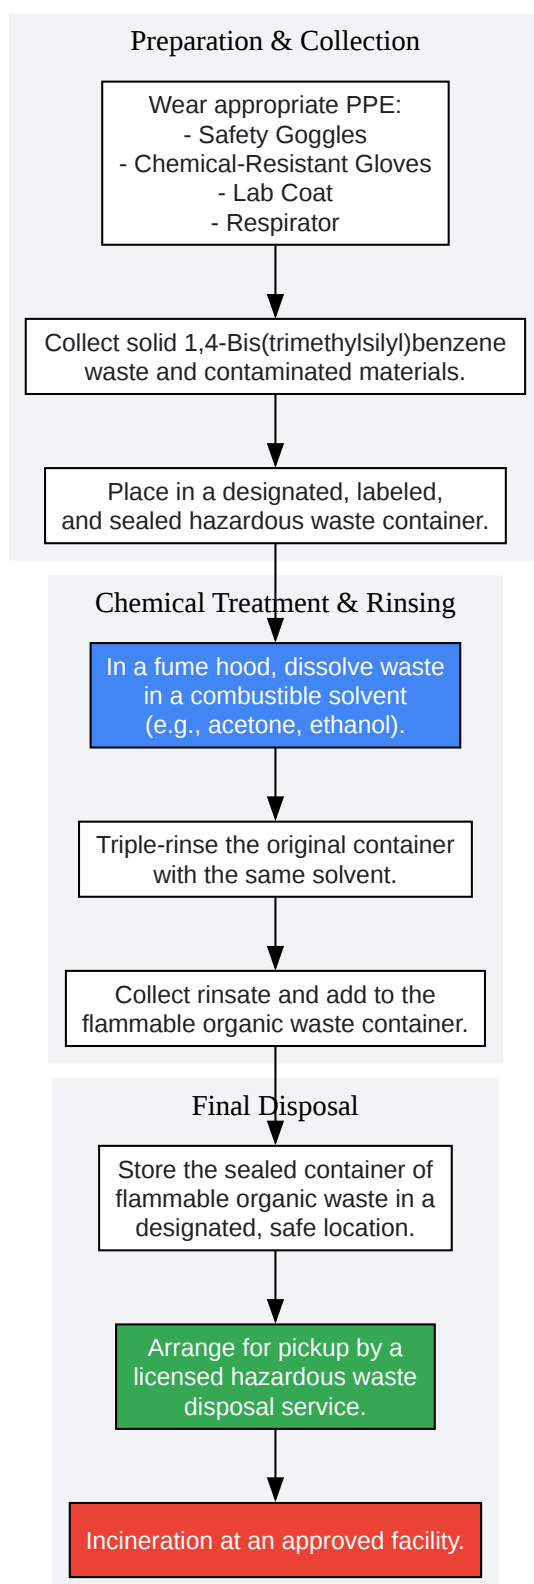 Preparation & Collection
Wear appropriate PPE:
- Safety Goggles
- Chemical-Resistant Gloves
- Lab Coat
- Respirator
Collect solid 1,4-Bis(trimethylsilyl)benzene
waste and contaminated materials.
Place in a designated, labeled,
and sealed hazardous waste container.
Chemical Treatment & Rinsing
In a fume hood, dissolve waste
in a combustible solvent
(e.g., acetone, ethanol).
Triple-rinse the original container
with the same solvent.
Collect rinsate and add to the
flammable organic waste container.
Final Disposal
Store the sealed container of
flammable organic waste in a
designated, safe location.
Arrange for pickup by a
licensed hazardous waste
disposal service.
Incineration at an approved facility.